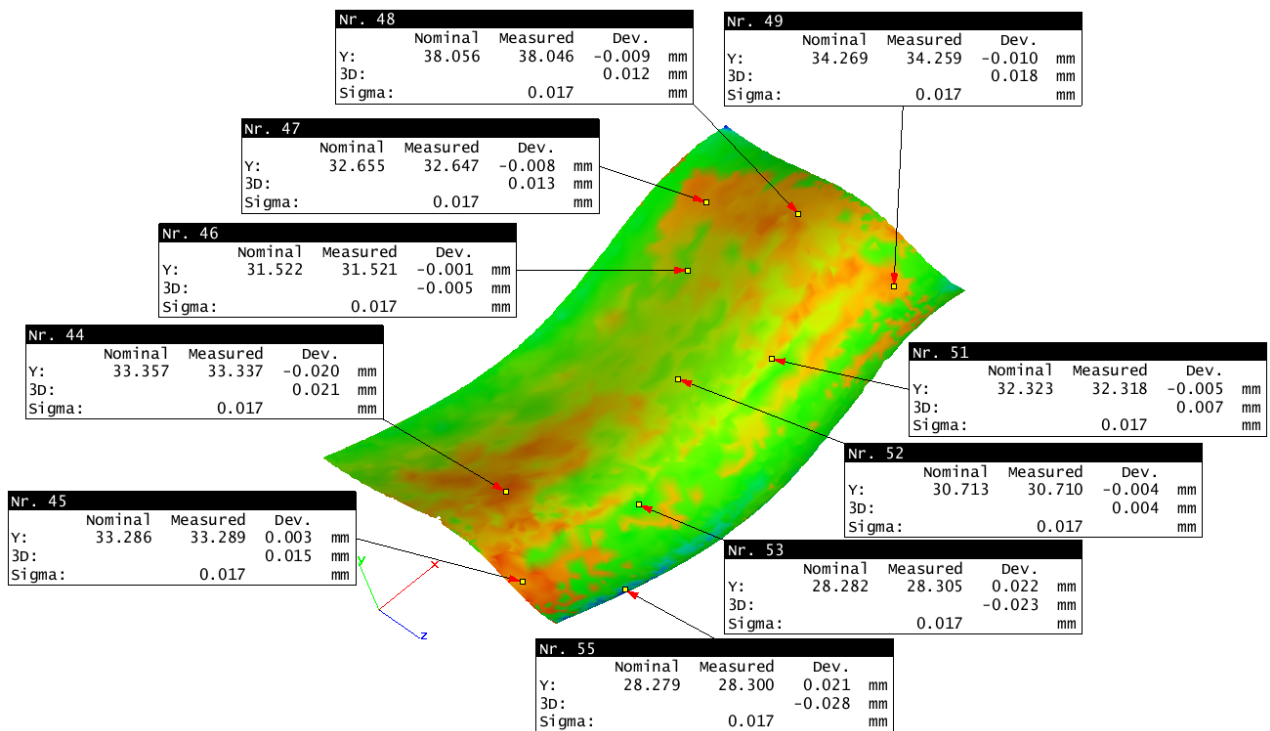 Nr. 48
Nominal Measured Dev.
Y: 38.056 38.046 -0.009 mm
3D: 0.012 mm
Sigma: 0.017 mm
Nr. 49
Nominal Measured Dev.
Y: 34.269 34.259 -0.010 mm
3D: 0.018 mm
Sigma: 0.017 mm
Nr. 47
Nominal Measured Dev.
Y: 32.655 32.647 -0.008 mm
3D: 0.013 mm
Sigma: 0.017 mm
Nr. 46
Nominal Measured Dev.
Y: 31.522 31.521 -0.001 mm
3D: -0.005 mm
Sigma: 0.017 mm
Nr. 44
Nominal Measured Dev.
Y: 33.357 33.337 -0.020 mm
3D: 0.021 mm
Sigma: 0.017 mm
Nr. 51
Nominal Measured Dev.
Y: 32.323 32.318 -0.005 mm
3D: 0.007 mm
Sigma: 0.017 mm
Nr. 52
Nominal Measured Dev.
Y: 30.713 30.710 -0.004 mm
3D: 0.004 mm
Sigma: 0.017 mm
Nr. 45
Nominal Measured Dev.
Y: 33.286 33.289 0.003 mm
3D: 0.015 mm
Sigma: 0.017 mm
Nr. 53
Nominal Measured Dev.
Y: 28.282 28.305 0.022 mm
3D: -0.023 mm
Sigma: 0.017 mm
y
x
z
Nr. 55
Nominal Measured Dev.
Y: 28.279 28.300 0.021 mm
3D: -0.028 mm
Sigma: 0.017 mm